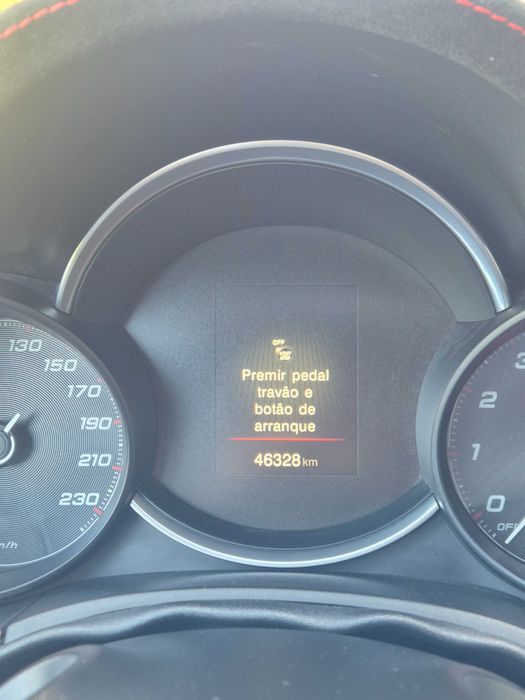 OFF
Premir pedal
travão e
botão de
arranque
46328 km
130
150
170
190
210
230
3
2
1
0